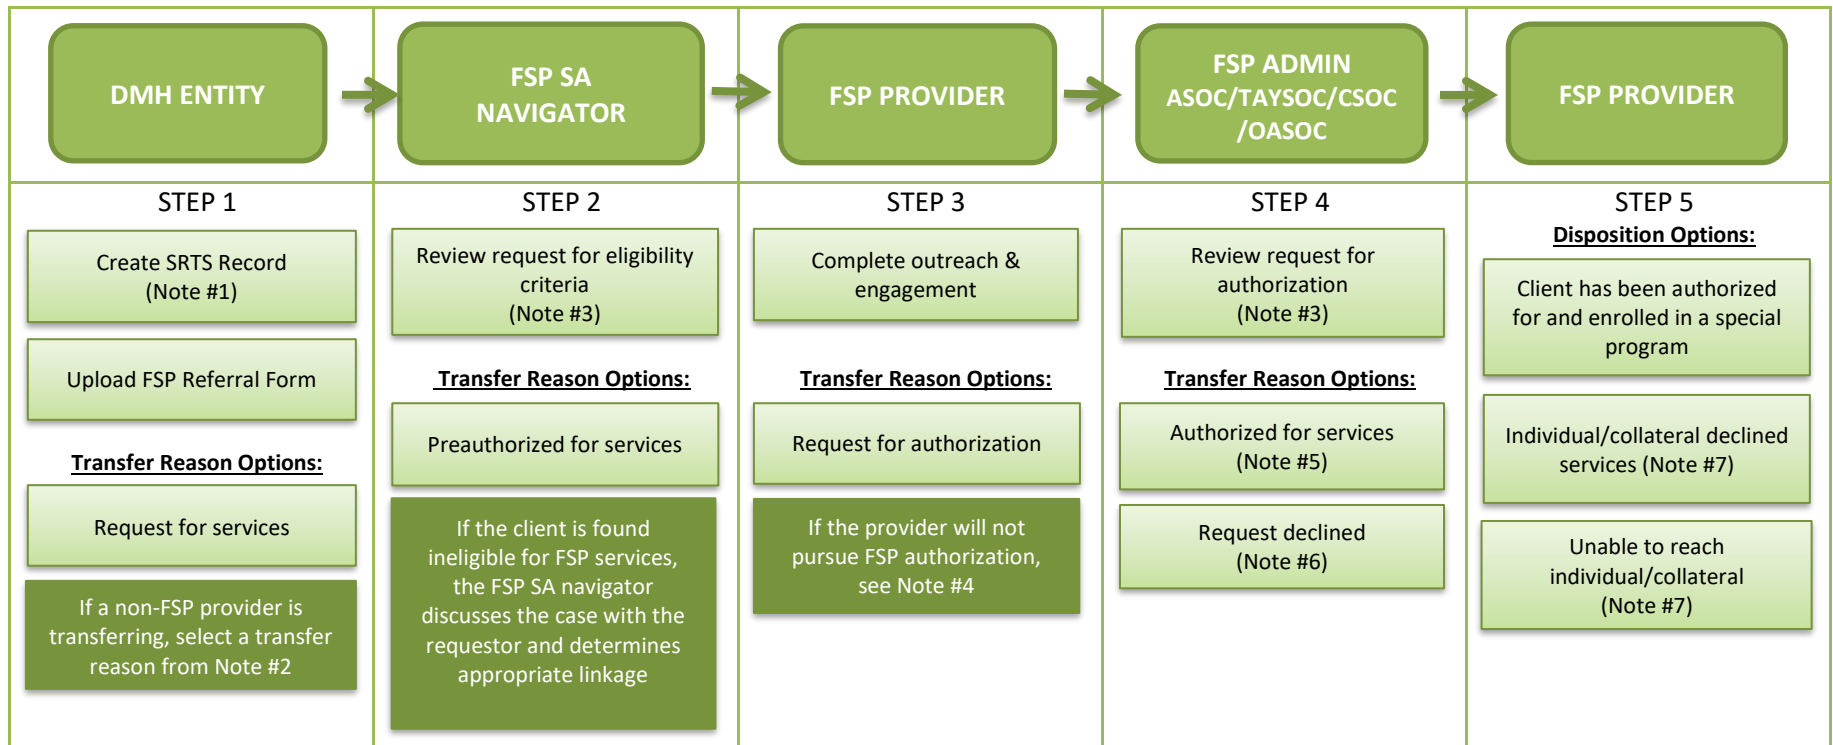 DMH ENTITY
FSP SA
NAVIGATOR
FSP PROVIDER
FSP ADMIN
ASOC/TAYSOC/CSOC
/OASOC
FSP PROVIDER
STEP 1
Create SRTS Record
(Note #1)
Upload FSP Referral Form
Transfer Reason Options:
Request for services
If a non-FSP provider is
transferring, select a transfer
reason from Note #2
STEP 2
Review request for eligibility
criteria
(Note #3)
Transfer Reason Options:
Preauthorized for services
If the client is found
ineligible for FSP services,
the FSP SA navigator
discusses the case with the
requestor and determines
appropriate linkage
STEP 3
Complete outreach &
engagement
Transfer Reason Options:
Request for authorization
If the provider will not
pursue FSP authorization,
see Note #4
STEP 4
Review request for
authorization
(Note #3)
Transfer Reason Options:
Authorized for services
(Note #5)
Request declined
(Note #6)
STEP 5
Disposition Options:
Client has been authorized
for and enrolled in a special
program
Individual/collateral declined
services (Note #7)
Unable to reach
individual/collateral
(Note #7)